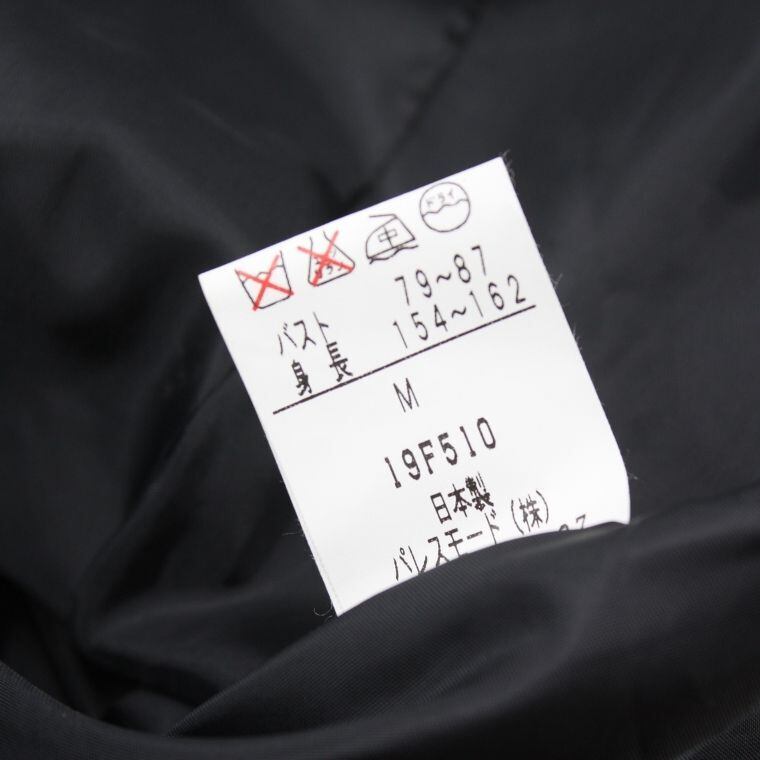 ドライ
中
バスト 79~87
身長 154~162
M
19F510
日本製
パレスモード(株)